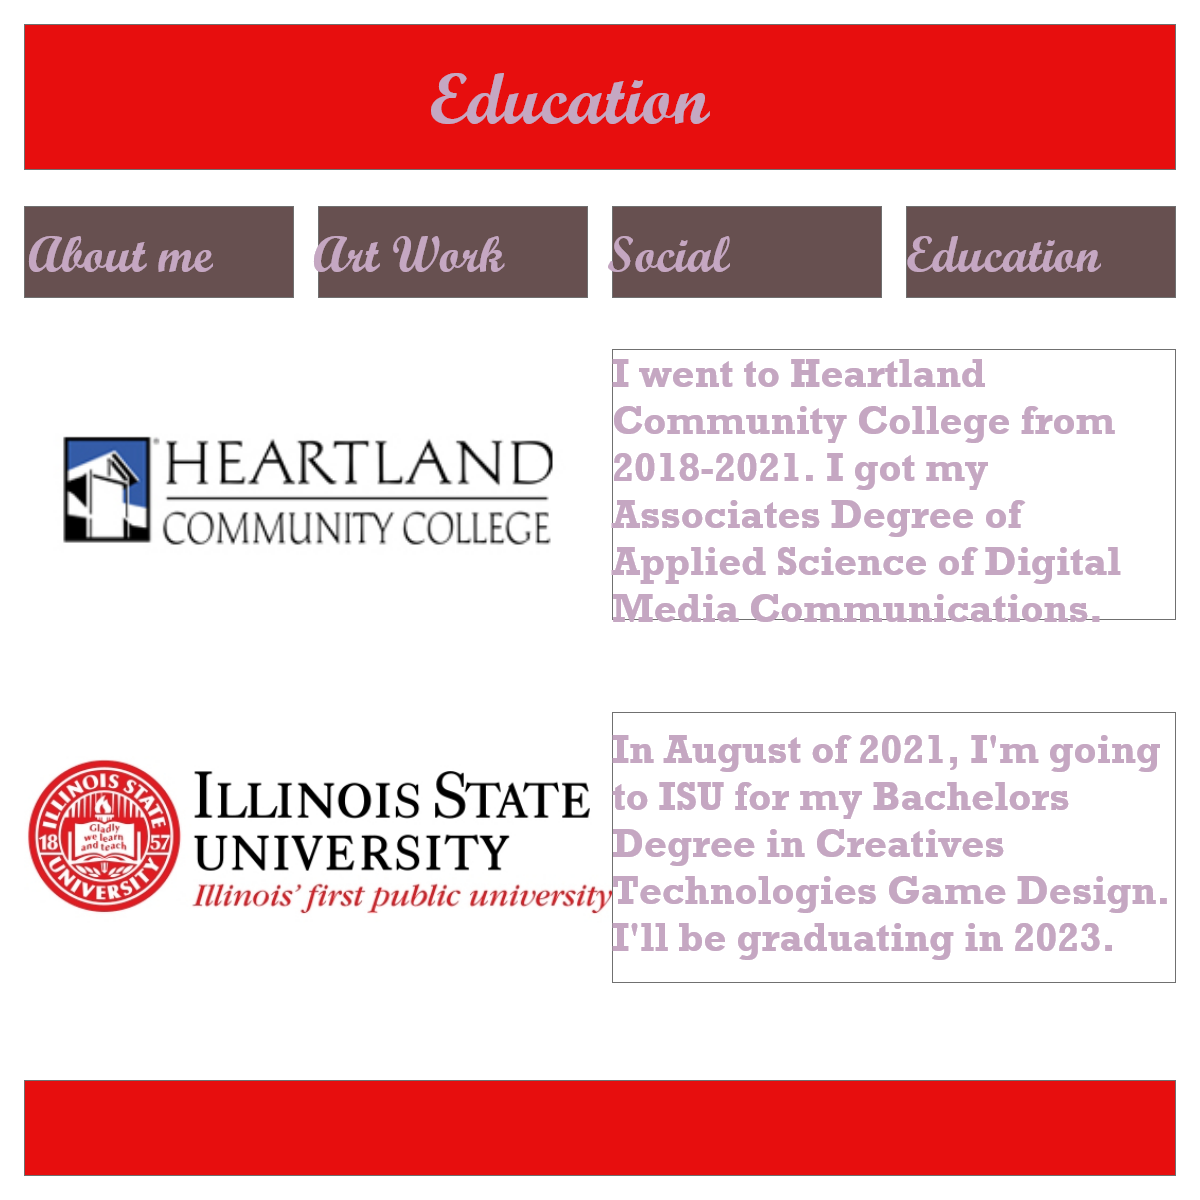 Education
About me
Art Work
Social
Education
HEARTLAND
COMMUNITY COLLEGE
I went to Heartland
Community College from
2018-2021. I got my
Associates Degree of
Applied Science of Digital
Media Communications.
ILLINOIS STATE
UNIVERSITY
18 57
Gladly
we learn
and teach
ILLINOIS STATE
UNIVERSITY
Illinois' first public university
In August of 2021, I'm going
to ISU for my Bachelors
Degree in Creatives
Technologies Game Design.
I'll be graduating in 2023.